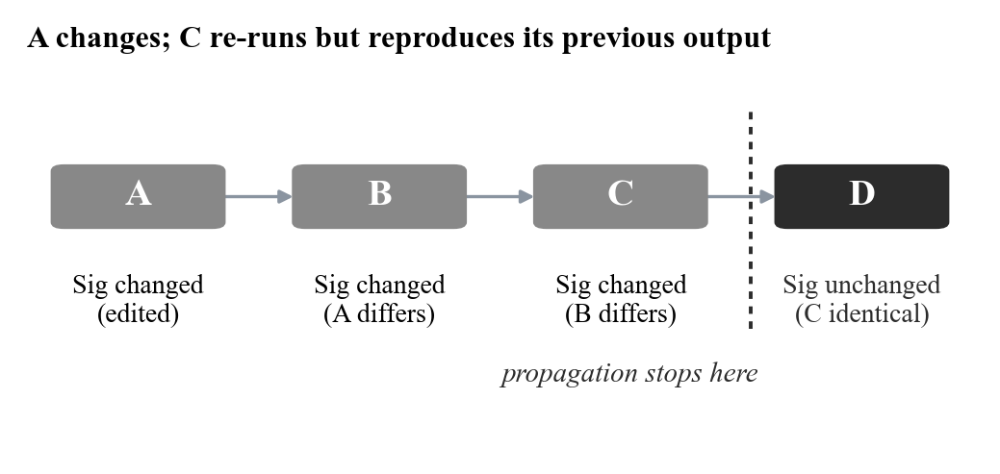 A changes; C re-runs but reproduces its previous output
A
B
C
D
Sig changed
(edited)
Sig changed
(A differs)
Sig changed
(B differs)
Sig unchanged
(C identical)
propagation stops here